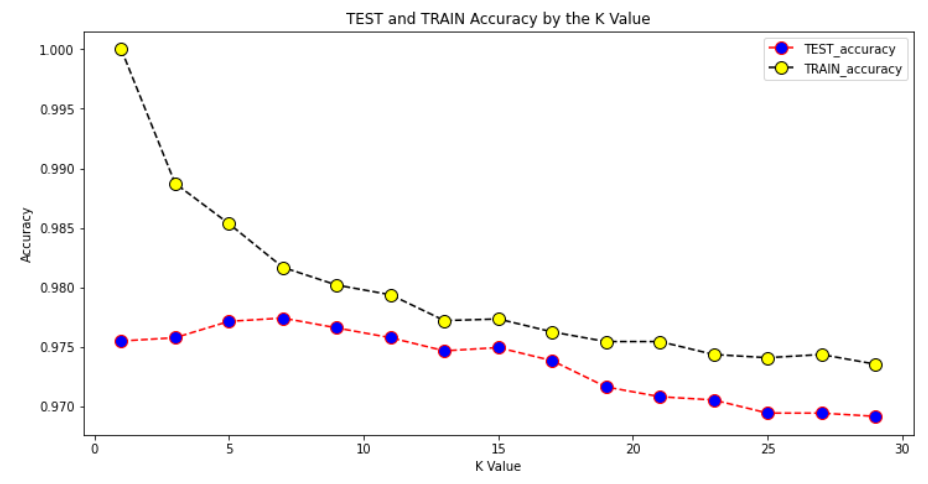 TEST and TRAIN Accuracy by the K Value
TEST_accuracy
TRAIN_accuracy
1.000
0.995
0.990
0.985
0.980
0.975
0.970
Accuracy
0 5 10 15 20 25 30
K Value